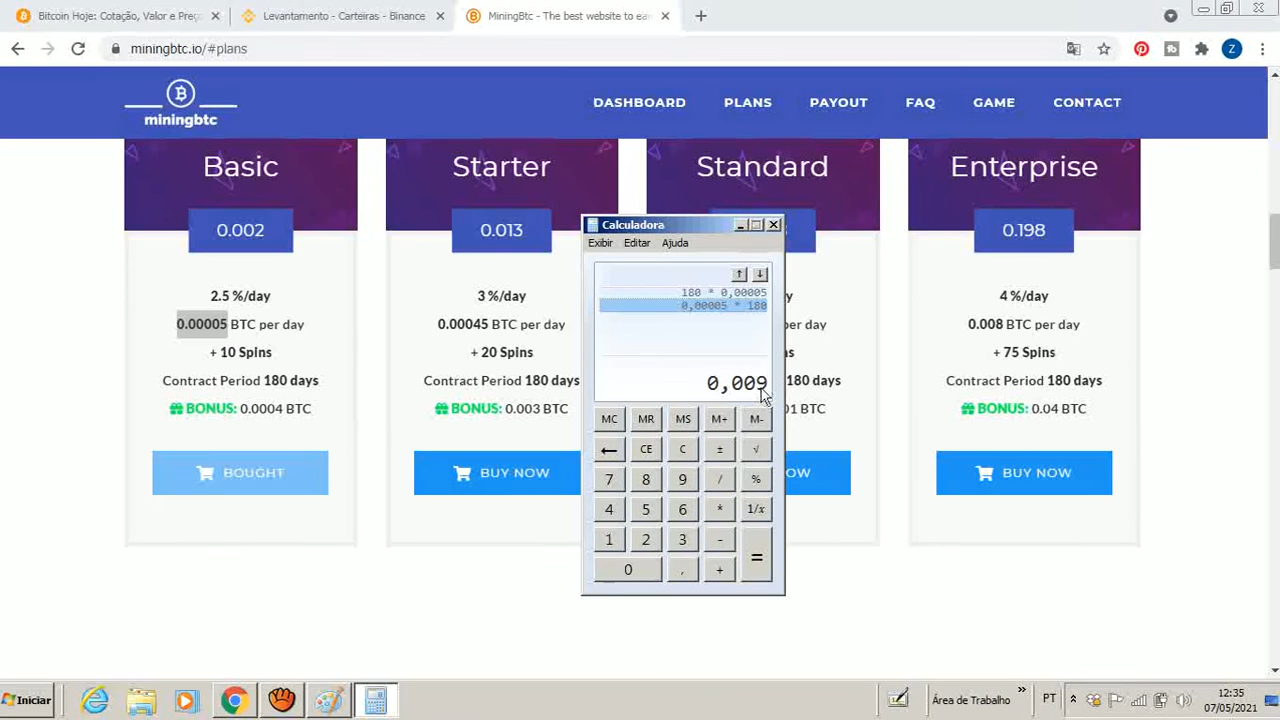 Bitcoin Hoje: Cotação, Valor e Preç
Levantamento - Carteiras - Binance
MiningBtc - The best website to ear
miningbtc.io/#plans
Z
miningbtc
DASHBOARD PLANS PAYOUT FAQ GAME CONTACT
Basic
0.002
2.5 %/day
0.00005 BTC per day
+ 10 Spins
Contract Period 180 days
BONUS: 0.0004 BTC
BOUGHT
Starter
0.013
3 %/day
0.00045 BTC per day
+ 20 Spins
Contract Period 180 days
BONUS: 0.003 BTC
BUY NOW
Standard
per day
180 days
01 BTC
OW
Enterprise
0.198
4 %/day
0.008 BTC per day
+ 75 Spins
Contract Period 180 days
BONUS: 0.04 BTC
BUY NOW
Calculadora
Exibir Editar Ajuda
180 * 0,00005
0,00005 * 180
0,009
MC MR MS M+ M-
← CE C ± √
7 8 9 / %
4 5 6 * 1/x
1 2 3 - =
0 , +
Iniciar
Área de Trabalho
PT
12:35
07/05/2021